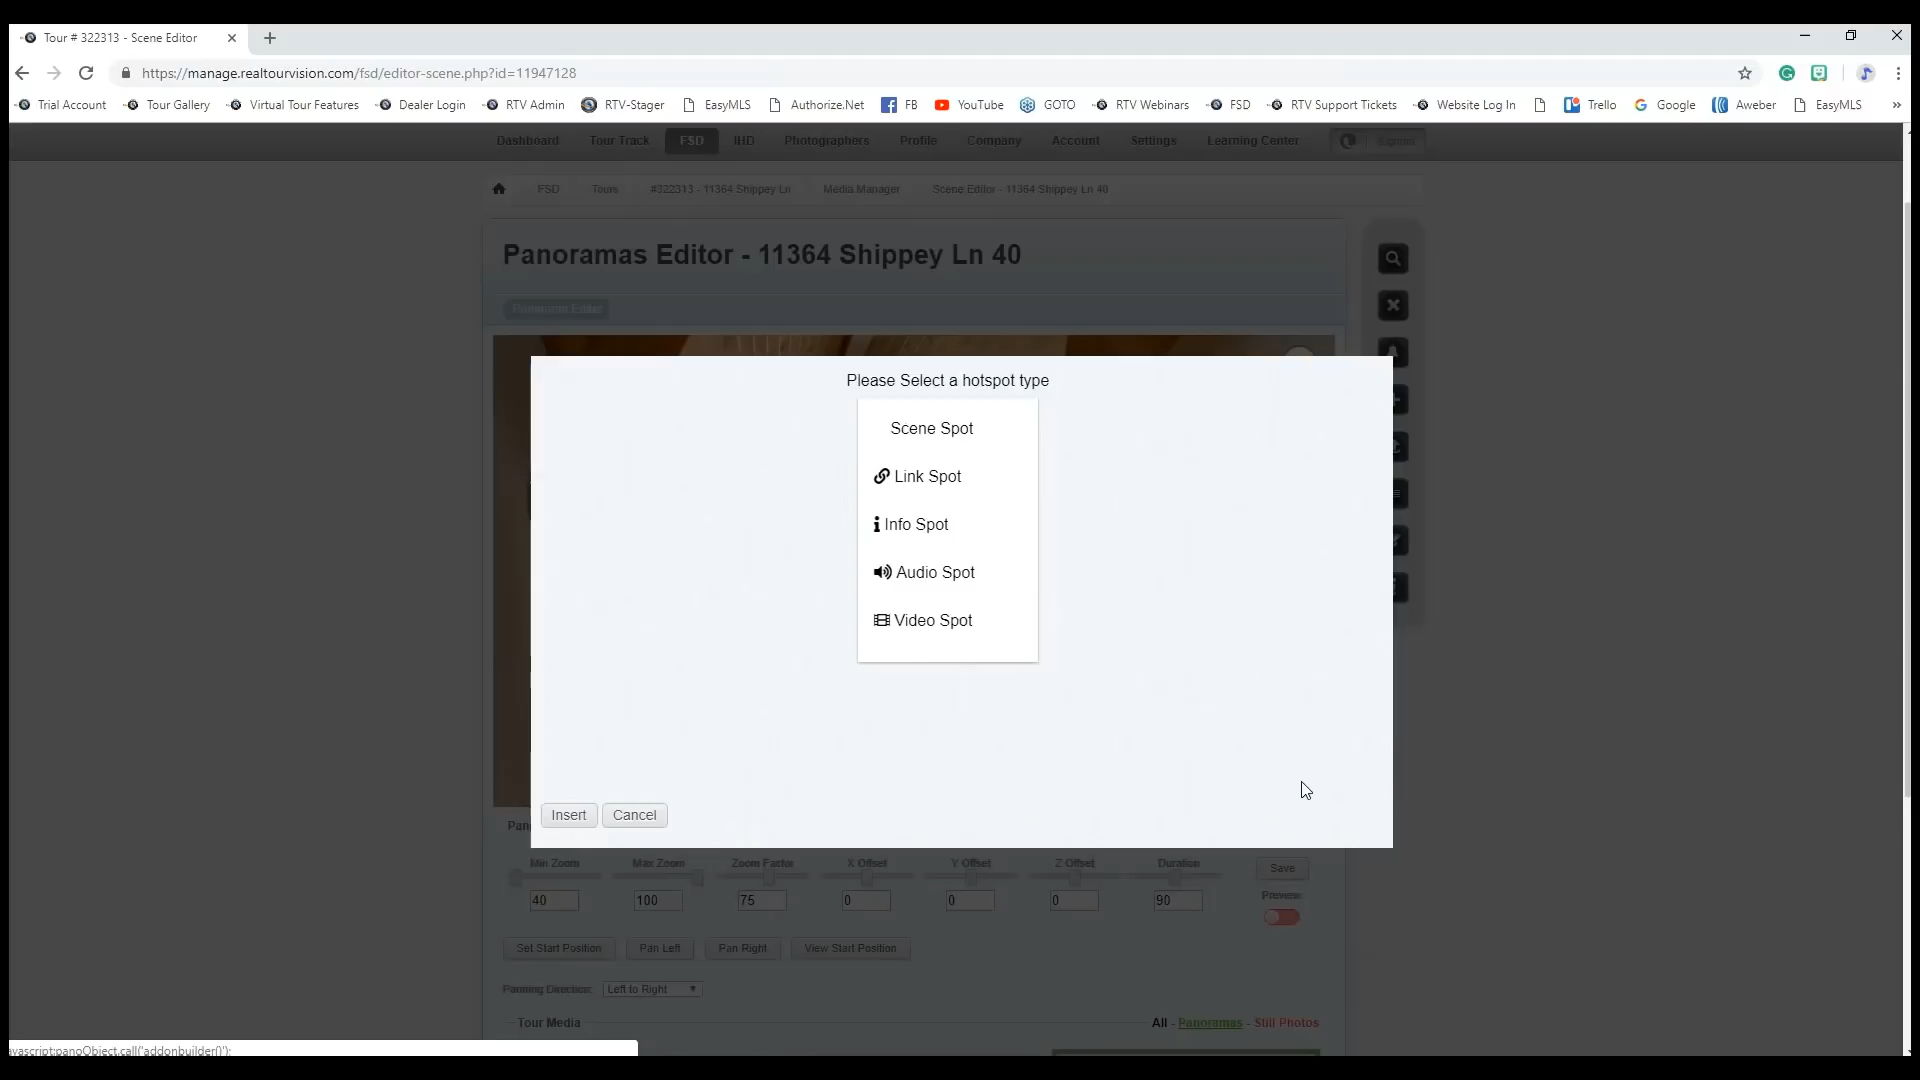 Tour # 322313 - Scene Editor
https://manage.realtourvision.com/fsd/editor-scene.php?id=11947128
Trial Account Tour Gallery Virtual Tour Features Dealer Login RTV Admin RTV-Stager EasyMLS Authorize.Net FB YouTube GOTO RTV Webinars FSD RTV Support Tickets Website Log In Trello Google Aweber EasyMLS »
Dashboard Tour Track FSD IHD Photographers Profile Company Account Settings Learning Center
FSD Tours #322313 - 11364 Shippey Ln Media Manager Scene Editor - 11364 Shippey Ln 40
Panoramas Editor - 11364 Shippey Ln 40
Panorama Editor
Please Select a hotspot type
Scene Spot
Link Spot
Info Spot
Audio Spot
Video Spot
Insert Cancel
Pan
Min Zoom Max Zoom Zoom Factor X Offset Y Offset Z Offset Duration Save
Preview
40 100 75 0 0 0 90
Set Start Position Pan Left Pan Right View Start Position
Panning Direction: Left to Right
Tour Media All - Panoramas - Still Photos
avascript:panoObject.call('addonbuilder()');